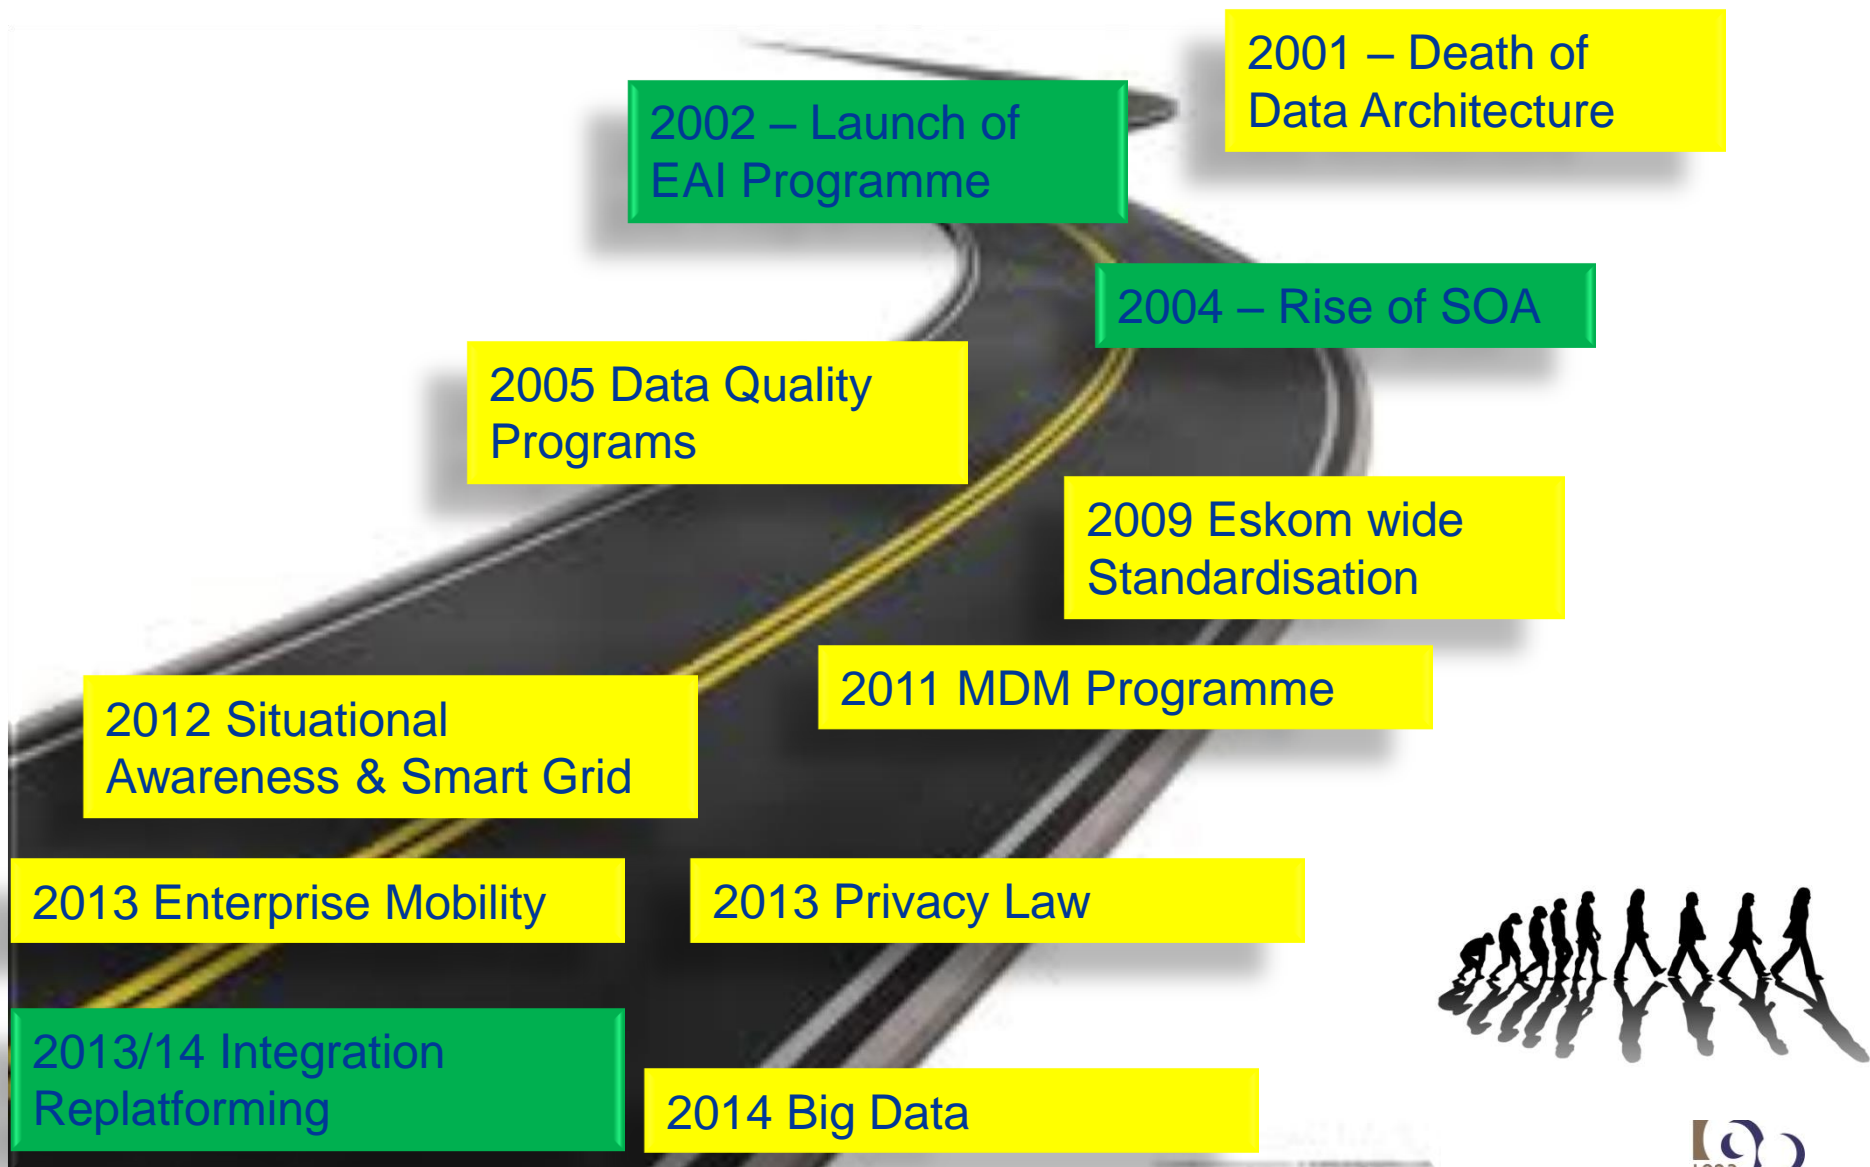 2001 – Death of
Data Architecture
2002 – Launch of
EAI Programme
2004 – Rise of SOA
2005 Data Quality
Programs
2009 Eskom wide
Standardisation
2011 MDM Programme
2012 Situational
Awareness & Smart Grid
2013 Enterprise Mobility
2013 Privacy Law
2013/14 Integration
Replatforming
2014 Big Data